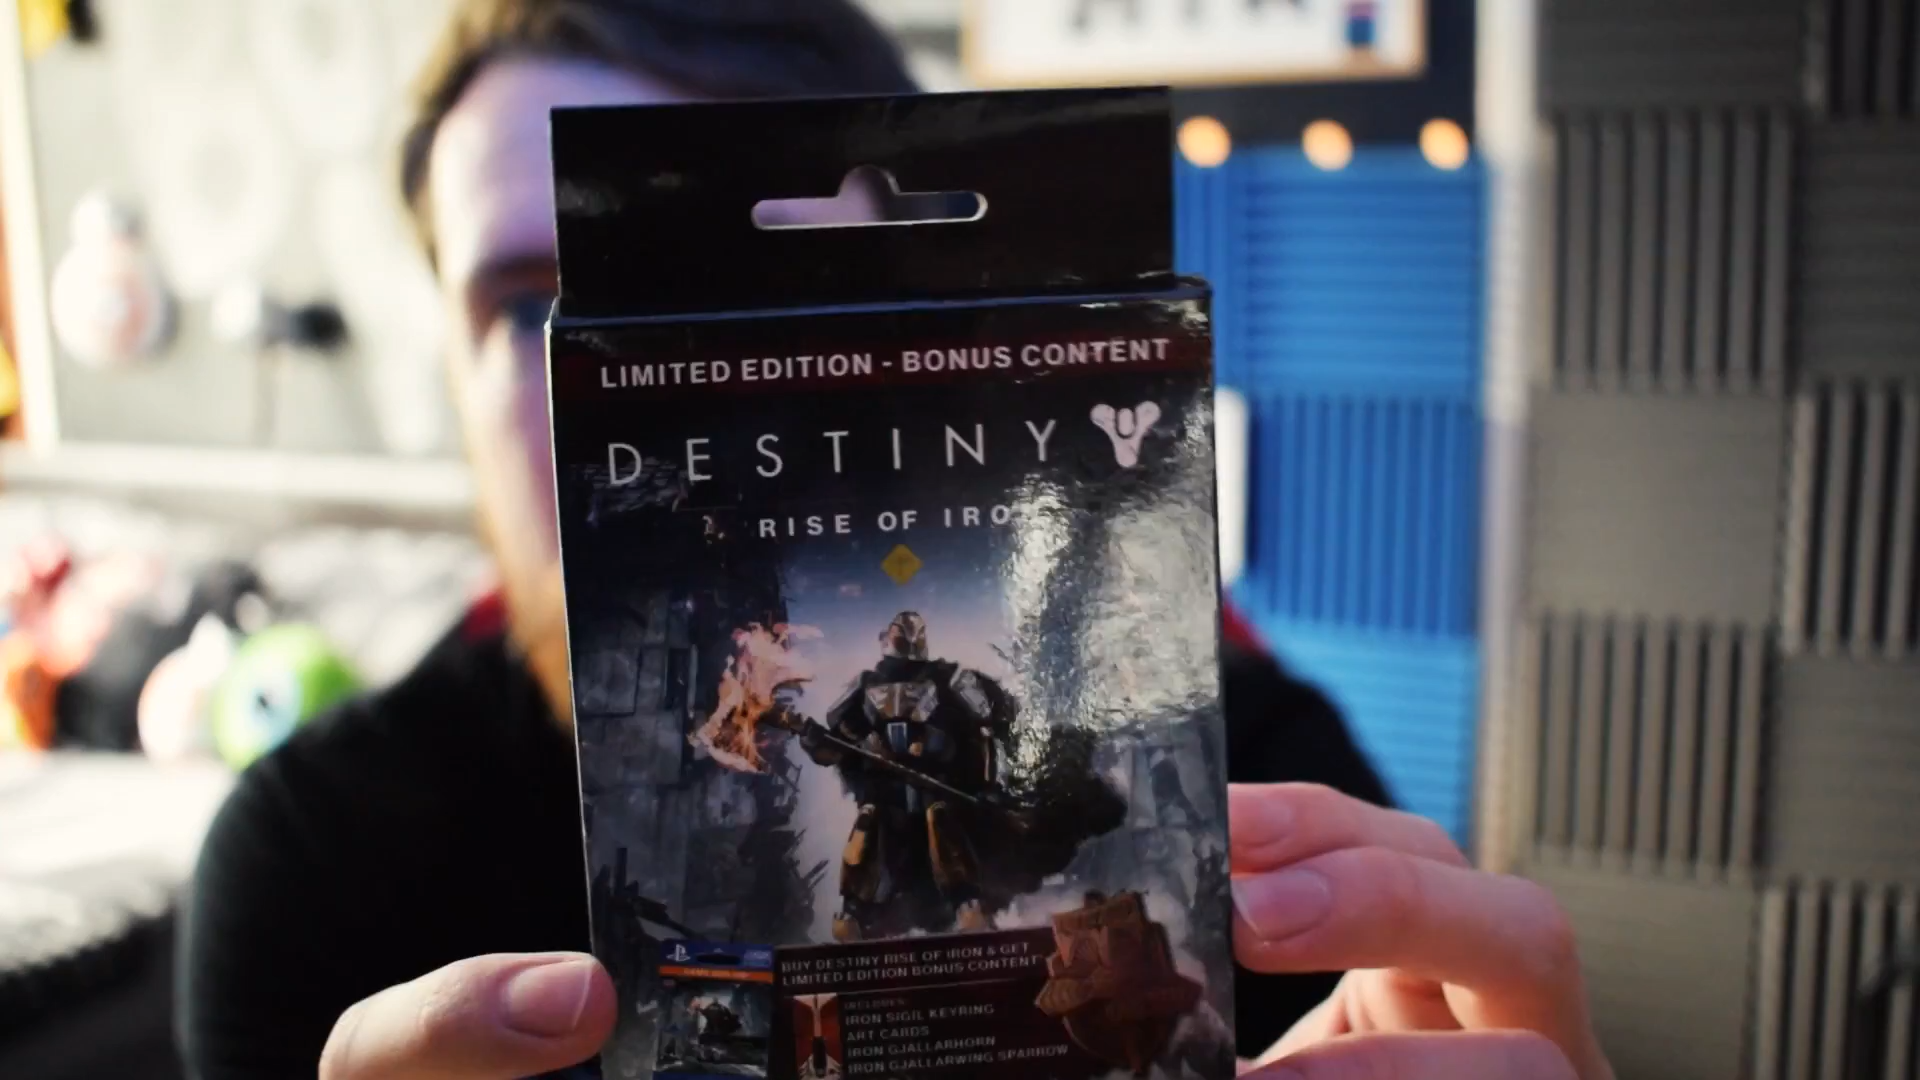 LIMITED EDITION - BONUS CONTENT
DESTINY
RISE OF IRO
BUY DESTINY RISE OF IRON & GET
LIMITED EDITION BONUS CONTENT
INCLUDES:
IRON SIGIL KEYRING
ART CARDS
IRON GJALLARHORN
IRON GJALLARWING SPARROW